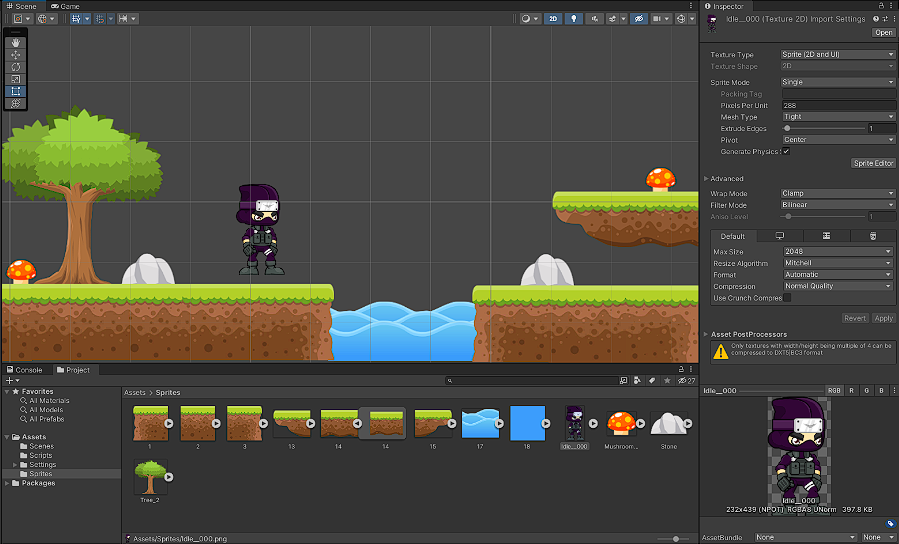 Scene
Game
2D
Inspector
Idle__000 (Texture 2D) Import Settings
Open
Texture Type Sprite (2D and UI)
Texture Shape 2D
Sprite Mode Single
Packing Tag
Pixels Per Unit 288
Mesh Type Tight
Extrude Edges 1
Pivot Center
Generate Physics
Sprite Editor
Advanced
Wrap Mode Clamp
Filter Mode Bilinear
Aniso Level 1
Default
Max Size 2048
Resize Algorithm Mitchell
Format Automatic
Compression Normal Quality
Use Crunch Compres
Revert Apply
Asset PostProcessors
Only textures with width/height being multiple of 4 can be
compressed to DXT5|BC3 format
Console
Project
27
Favorites
All Materials
All Models
All Prefabs
Assets
Scenes
Scripts
Settings
Sprites
Packages
Assets > Sprites
1 2 3 13 14 14 15 17 18 Idle__000 Mushroom... Stone
Tree_2
Assets/Sprites/Idle__000.png
Idle__000 RGB R G B
Idle__000
232x439 (NPOT) RGBA8 UNorm 397.8 KB
AssetBundle None None